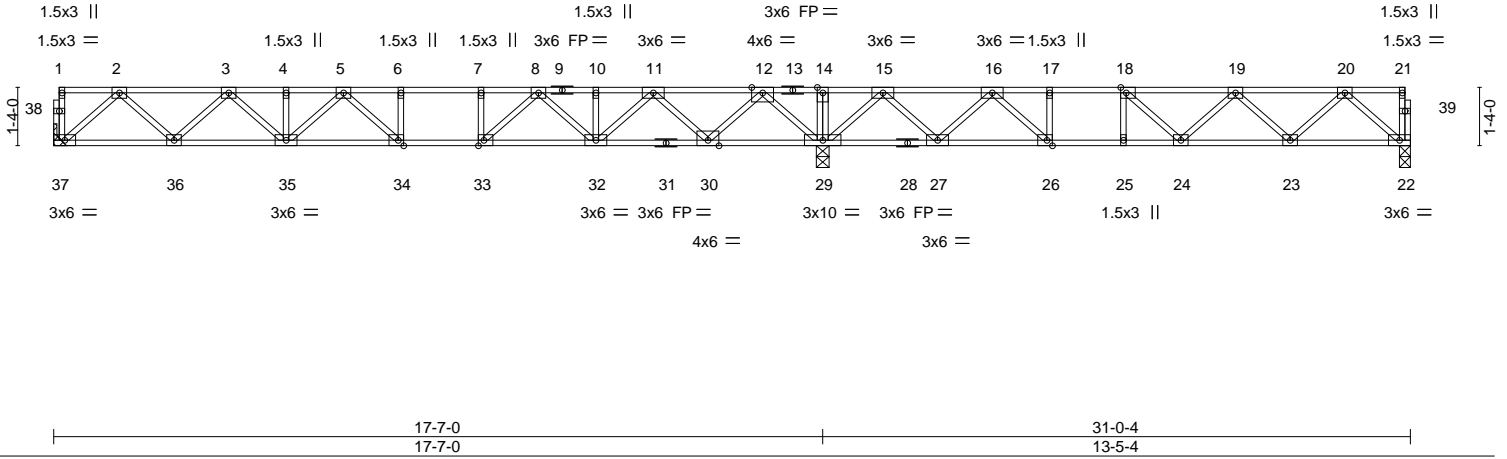 1.5x3 || 1.5x3 || 3x6 FP = 1.5x3 ||
1.5x3 = 1.5x3 || 1.5x3 || 1.5x3 || 3x6 FP = 3x6 = 4x6 = 3x6 = 3x6 = 1.5x3 || 1.5x3 =
1 2 3 4 5 6 7 8 9 10 11 12 13 14 15 16 17 18 19 20 21
1-4-0
38
39
1-4-0
37 36 35 34 33 32 31 30 29 28 27 26 25 24 23 22
3x6 = 3x6 = 3x6 = 3x6 FP = 3x10 = 3x6 FP = 1.5x3 || 3x6 =
4x6 = 3x6 =
17-7-0 31-0-4
17-7-0 13-5-4